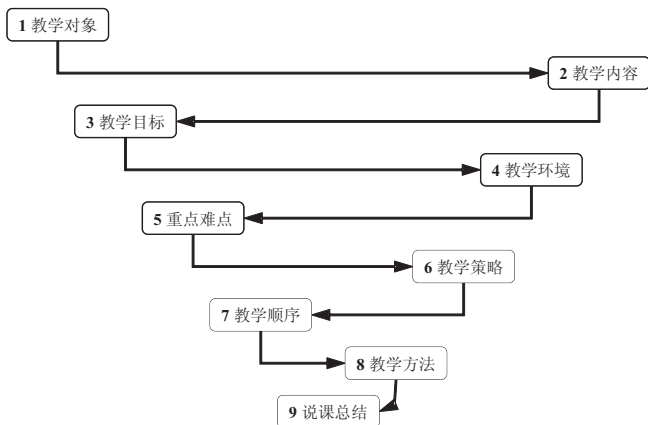 1 教学对象
2 教学内容
3 教学目标
4 教学环境
5 重点难点
6 教学策略
7 教学顺序
8 教学方法
9 说课总结